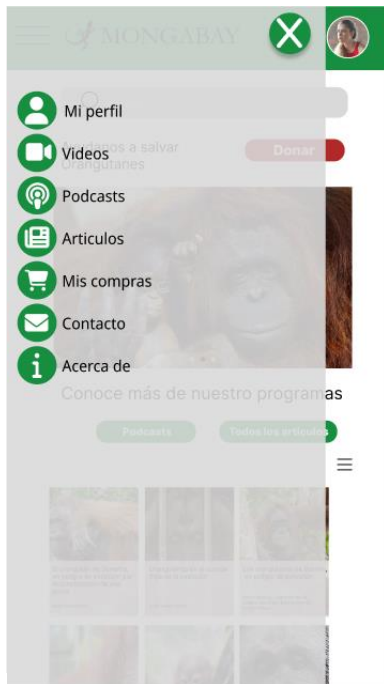 MONGABAY
Mi perfil
Ayúdanos a salvar
Orangutanes
Donar
Videos
Podcasts
Articulos
Mis compras
Contacto
Acerca de
Conoce más de nuestro programas
Podcasts
Todos los artículos